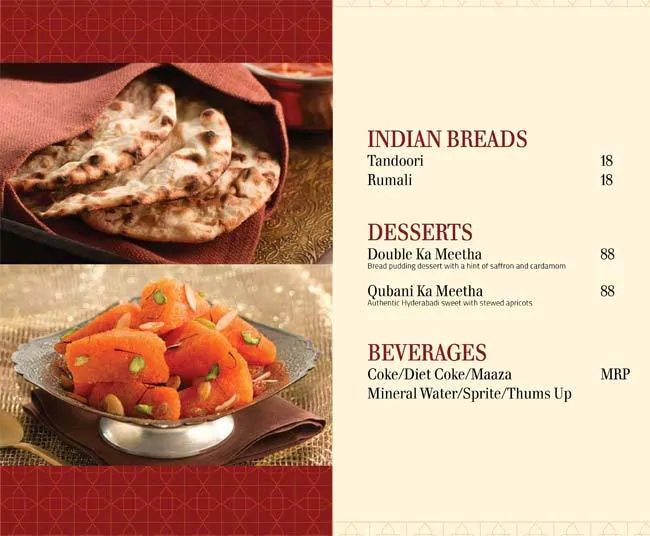 INDIAN BREADS
Tandoori 18
Rumali 18
DESSERTS
Double Ka Meetha 88
Bread pudding dessert with a hint of saffron and cardamom
Qubani Ka Meetha 88
Authentic Hyderabadi sweet with stewed apricots
BEVERAGES
Coke/Diet Coke/Maaza MRP
Mineral Water/Sprite/Thums Up